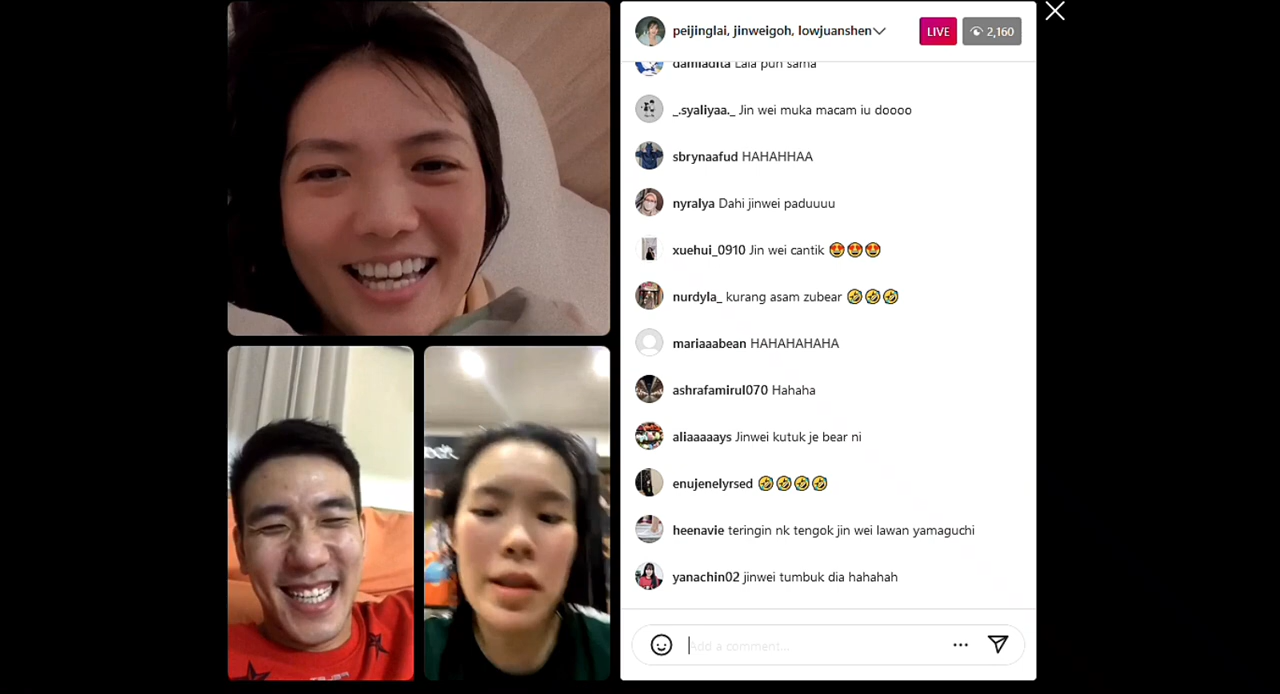 peijinglai, jinweigoh, lowjuanshen
LIVE
2,160
damiadita Lala pun sama
_.syaliyaa._ Jin wei muka macam iu doooo
sbrynaafud HAHAHHAA
nyralya Dahi jinwei paduuuu
xuehui_0910 Jin wei cantik 😍😍😍
nurdyla_ kurang asam zubear 🤣🤣🤣
mariaaabean HAHAHAHAHA
ashrafamirul070 Hahaha
aliaaaaays Jinwei kutuk je bear ni
enujenelyrsed 🤣🤣🤣🤣
heenavie teringin nk tengok jin wei lawan yamaguchi
yanachin02 jinwei tumbuk dia hahahah
Add a comment...